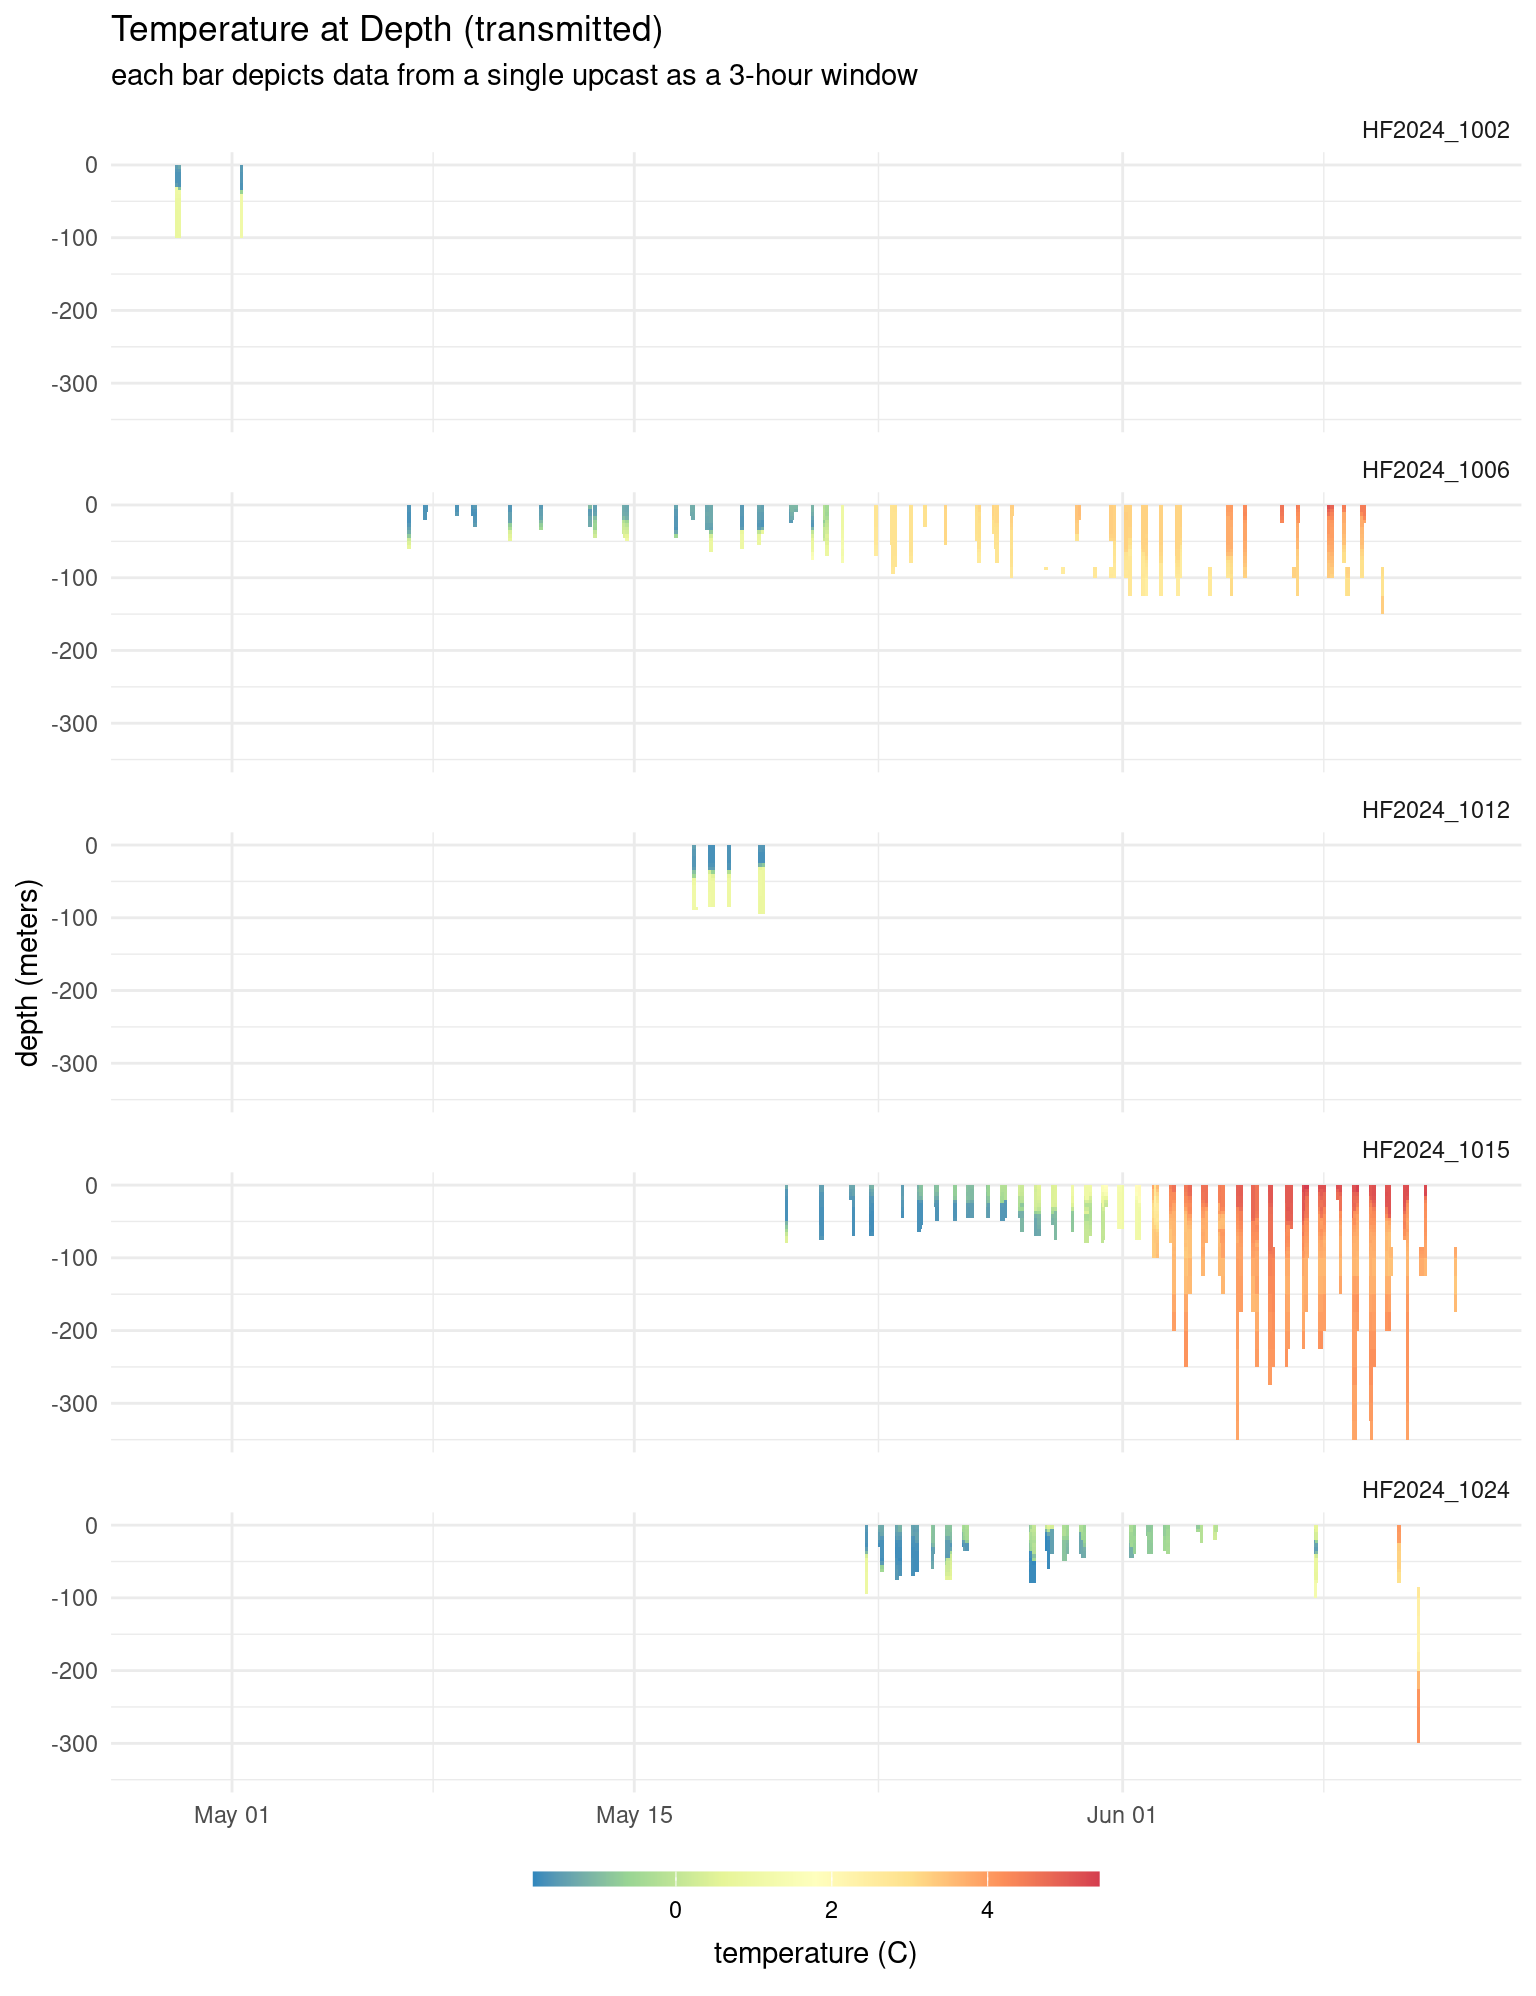 Temperature at Depth (transmitted)
each bar depicts data from a single upcast as a 3-hour window
HF2024_1002
0
-100
-200
-300
HF2024_1006
0
-100
-200
-300
HF2024_1012
0
-100
-200
-300
depth (meters)
HF2024_1015
0
-100
-200
-300
HF2024_1024
0
-100
-200
-300
May 01 May 15 Jun 01
0 2 4
temperature (C)